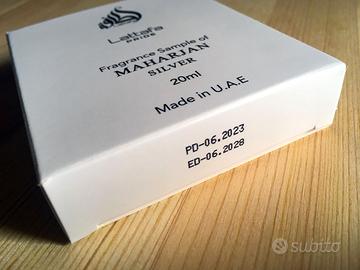 Lattafa
PRIDE
Fragrance Sample of
MAHARJAN
SILVER
20ml
Made in U.A.E
PD-06.2023
ED-06.2028
subito